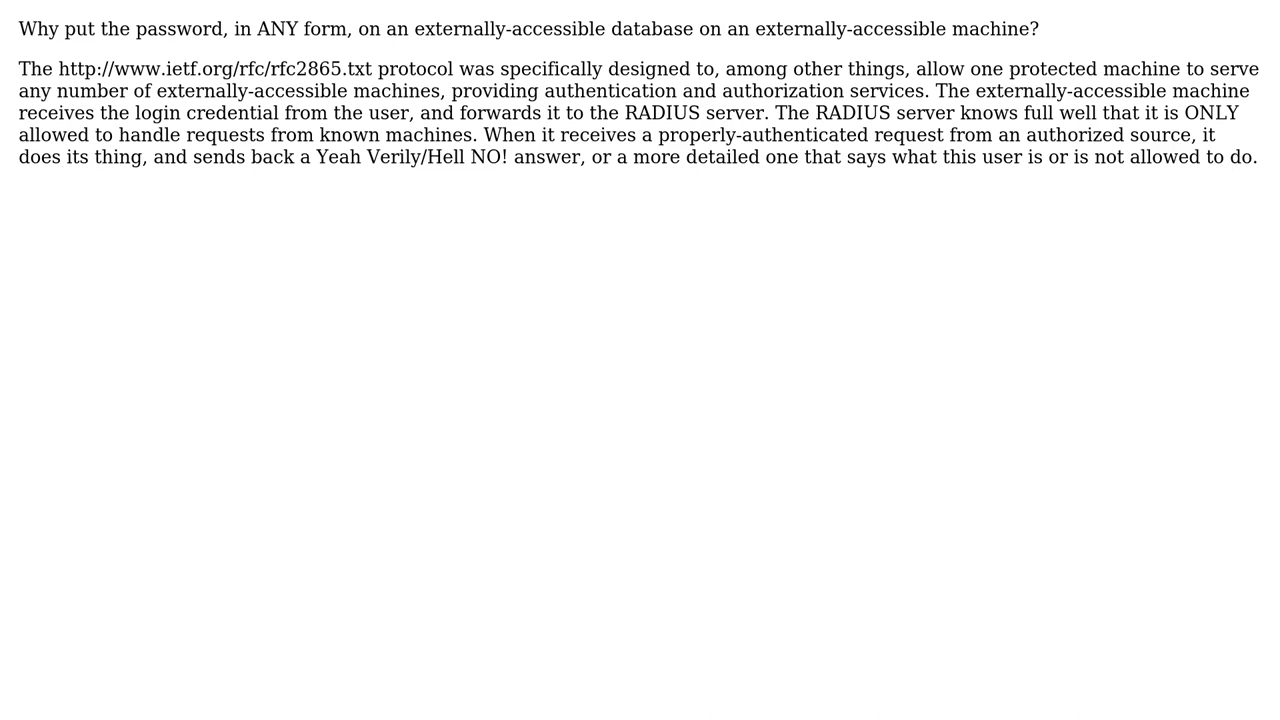 Why put the password, in ANY form, on an externally-accessible database on an externally-accessible machine?
The http://www.ietf.org/rfc/rfc2865.txt protocol was specifically designed to, among other things, allow one protected machine to serve
any number of externally-accessible machines, providing authentication and authorization services. The externally-accessible machine
receives the login credential from the user, and forwards it to the RADIUS server. The RADIUS server knows full well that it is ONLY
allowed to handle requests from known machines. When it receives a properly-authenticated request from an authorized source, it
does its thing, and sends back a Yeah Verily/Hell NO! answer, or a more detailed one that says what this user is or is not allowed to do.